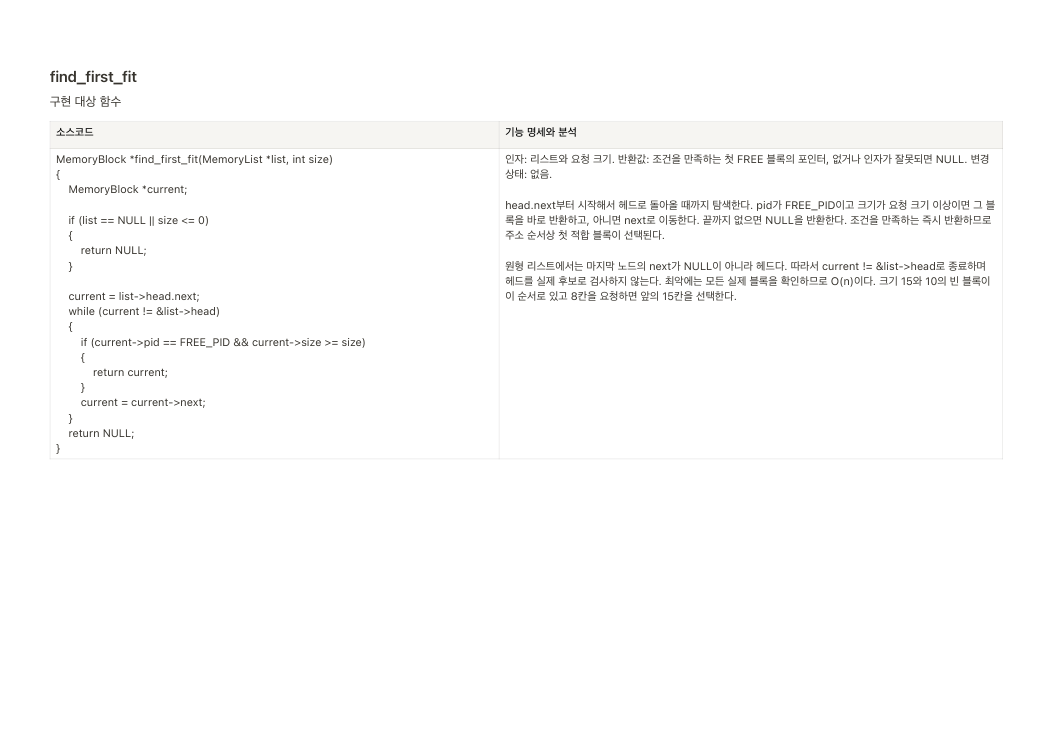 find_first_fit
구현 대상 함수
소스코드
기능 명세와 분석
MemoryBlock *find_first_fit(MemoryList *list, int size)
{
    MemoryBlock *current;

    if (list == NULL || size <= 0)
    {
        return NULL;
    }

    current = list->head.next;
    while (current != &list->head)
    {
        if (current->pid == FREE_PID && current->size >= size)
        {
            return current;
        }
        current = current->next;
    }
    return NULL;
}
인자: 리스트와 요청 크기. 반환값: 조건을 만족하는 첫 FREE 블록의 포인터, 없거나 인자가 잘못되면 NULL. 변경
상태: 없음.

head.next부터 시작해서 헤드로 돌아올 때까지 탐색한다. pid가 FREE_PID이고 크기가 요청 크기 이상이면 그 블
록을 바로 반환하고, 아니면 next로 이동한다. 끝까지 없으면 NULL을 반환한다. 조건을 만족하는 즉시 반환하므로
주소 순서상 첫 적합 블록이 선택된다.

원형 리스트에서는 마지막 노드의 next가 NULL이 아니라 헤드다. 따라서 current != &list->head로 종료하며
헤드를 실제 후보로 검사하지 않는다. 최악에는 모든 실제 블록을 확인하므로 O(n)이다. 크기 15와 10의 빈 블록이
이 순서로 있고 8칸을 요청하면 앞의 15칸을 선택한다.